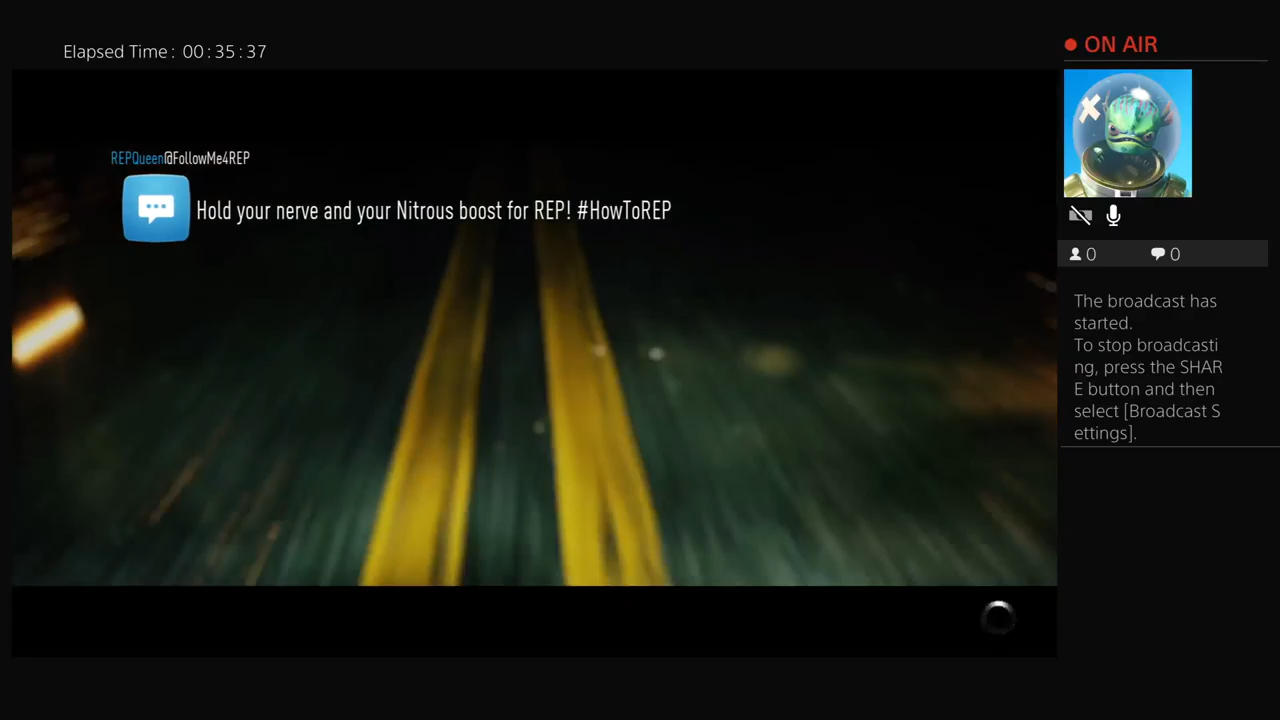 Elapsed Time: 00:35:37
ON AIR
REPQueen@FollowMe4REP
Hold your nerve and your Nitrous boost for REP! #HowToREP
0 0
The broadcast has
started.
To stop broadcasti
ng, press the SHAR
E button and then
select [Broadcast S
ettings].